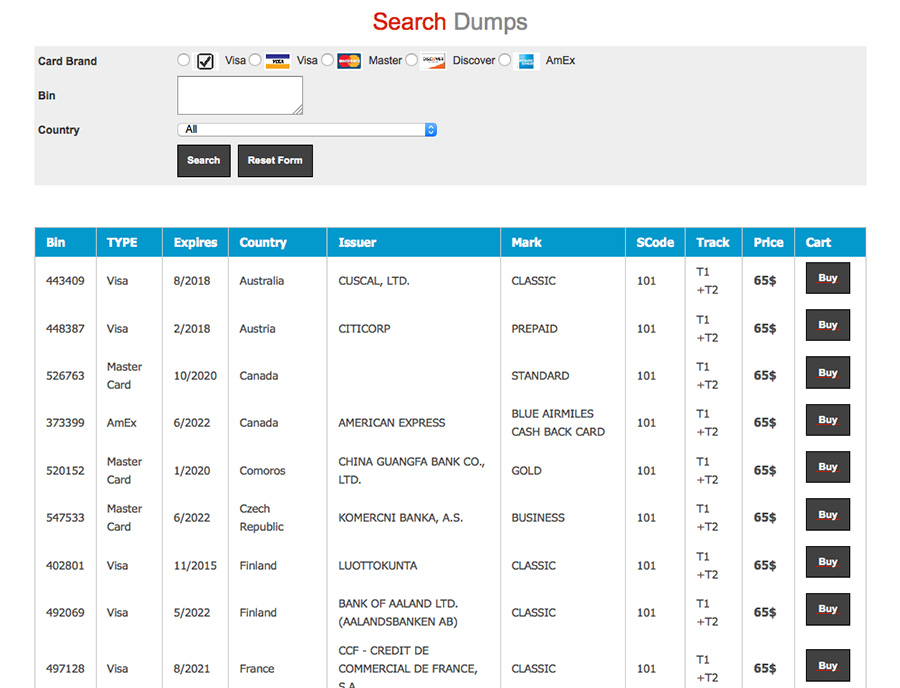 Search Dumps
Card Brand Visa VISA Visa Master DISCOVER Discover AmEx
Bin
Country All
Search Reset Form
Bin TYPE Expires Country Issuer Mark SCode Track Price Cart
443409 Visa 8/2018 Australia CUSCAL, LTD. CLASSIC 101 T1 +T2 65$ Buy
448387 Visa 2/2018 Austria CITICORP PREPAID 101 T1 +T2 65$ Buy
526763 Master Card 10/2020 Canada STANDARD 101 T1 +T2 65$ Buy
373399 AmEx 6/2022 Canada AMERICAN EXPRESS BLUE AIRMILES CASH BACK CARD 101 T1 +T2 65$ Buy
520152 Master Card 1/2020 Comoros CHINA GUANGFA BANK CO., LTD. GOLD 101 T1 +T2 65$ Buy
547533 Master Card 6/2022 Czech Republic KOMERCNI BANKA, A.S. BUSINESS 101 T1 +T2 65$ Buy
402801 Visa 11/2015 Finland LUOTTOKUNTA CLASSIC 101 T1 +T2 65$ Buy
492069 Visa 5/2022 Finland BANK OF AALAND LTD. (AALANDSBANKEN AB) CLASSIC 101 T1 +T2 65$ Buy
497128 Visa 8/2021 France CCF - CREDIT DE COMMERCIAL DE FRANCE, S.A. CLASSIC 101 T1 +T2 65$ Buy